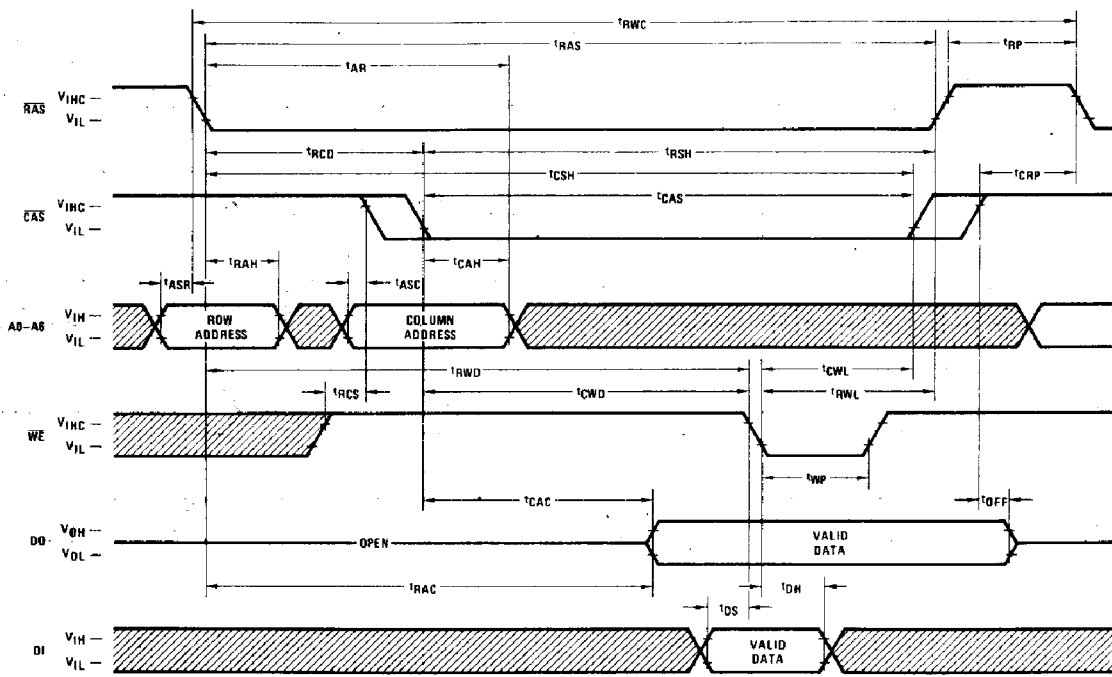 tRWC
tRAS tRP
tAR
RAS VIHC
VIL
tRCD tRSH
tCSH
tCRP
tCAS
CAS VIHC
VIL
tRAH tCAH
tASR tASC
A0-A6 VIH
VIL
ROW ADDRESS
COLUMN ADDRESS
tRWD tCWL
tRCS tCWD tRWL
WE VIHC
VIL
tWP
tCAC tOFF
DO VOH
VOL
OPEN
VALID DATA
tRAC tDH
tDS
DI VIH
VIL
VALID DATA